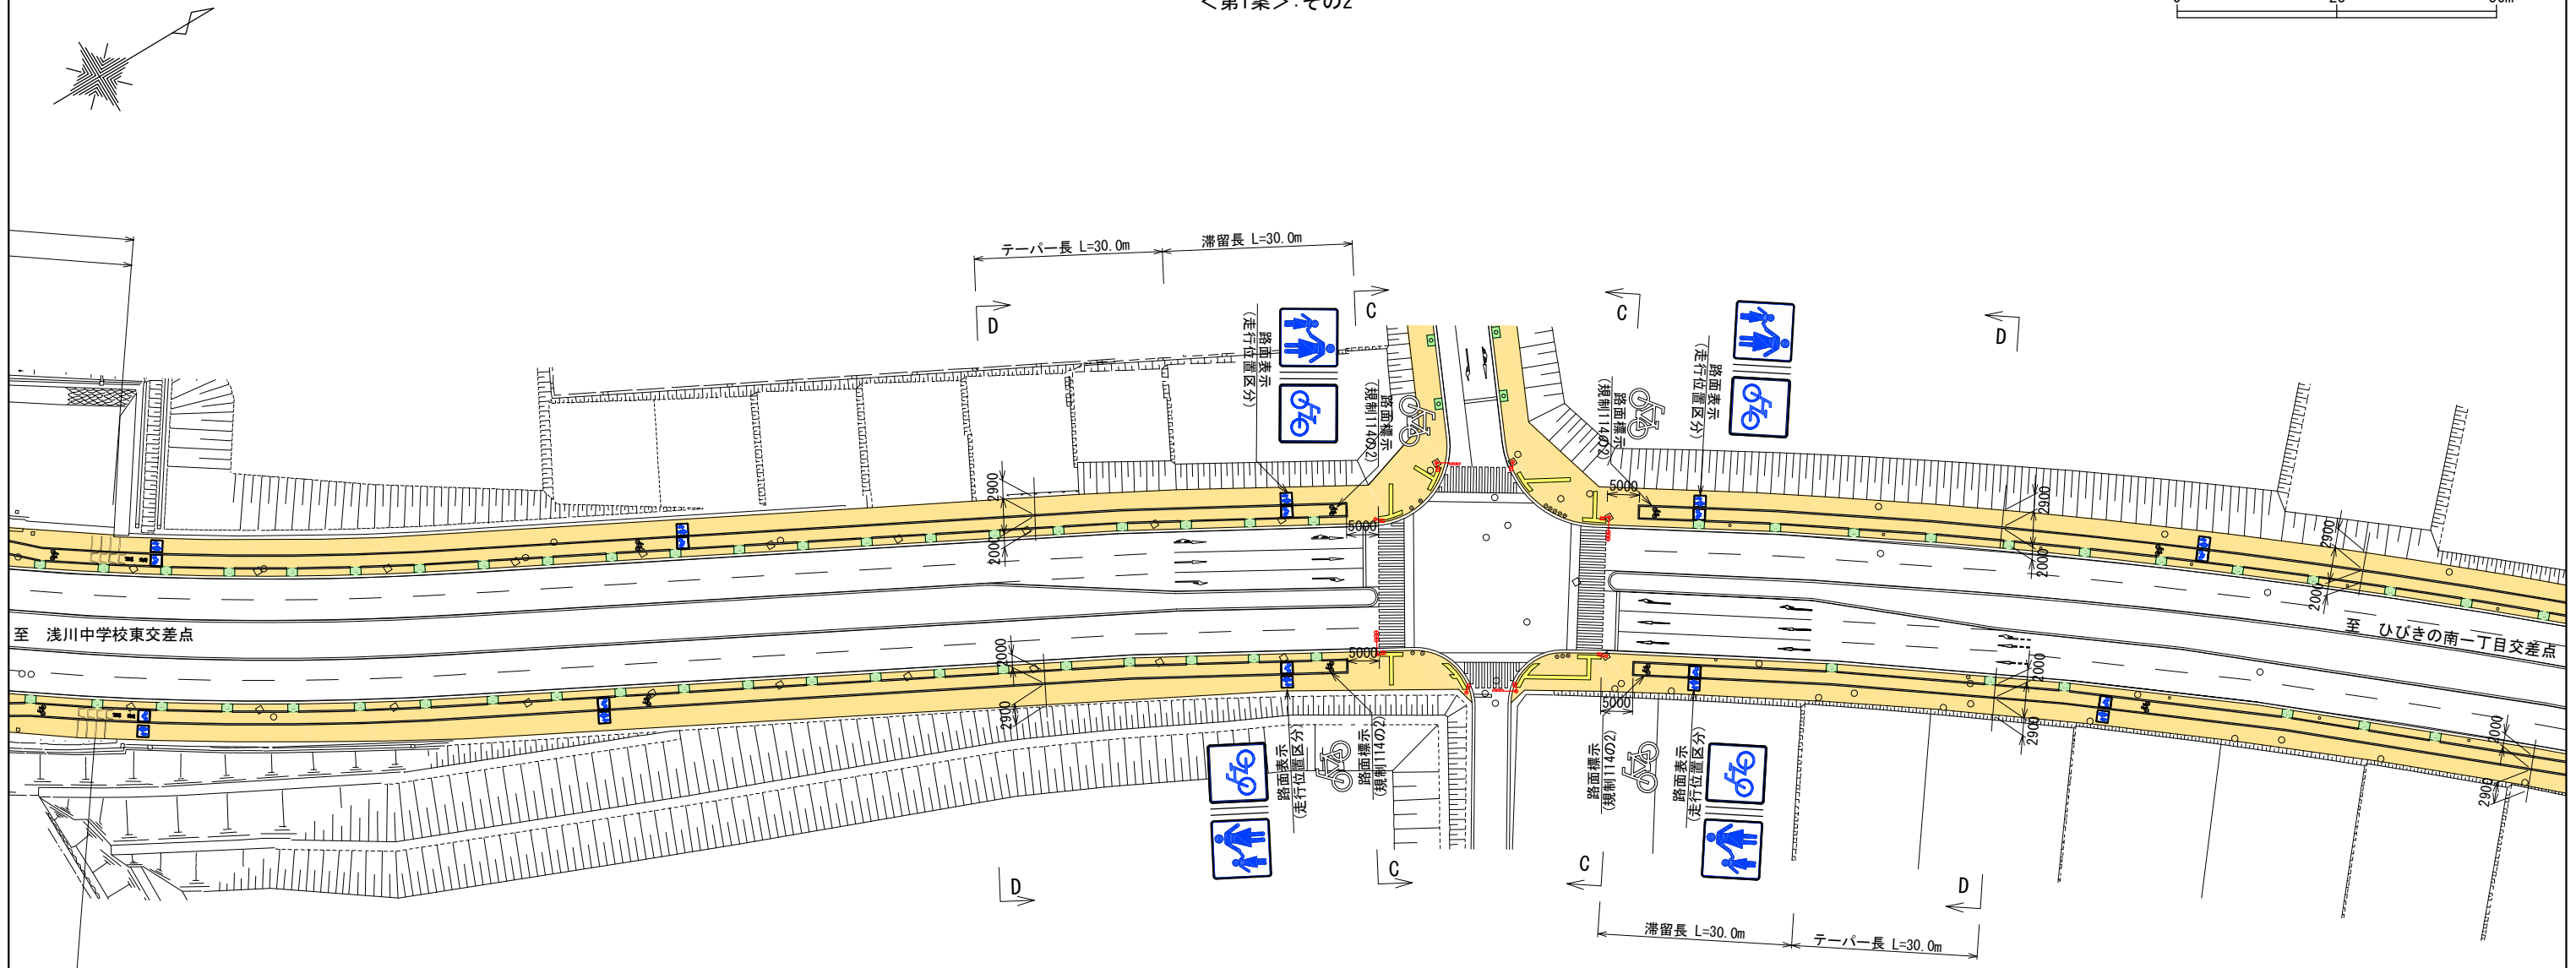 ＜第1案＞:その2
テーパー長 L=30.0m
滞留長 L=30.0m
D
C
C
D
路面表示
(走行位置区分)
路面標示
(規制114の2)
路面標示
(規制114の2)
路面表示
(走行位置区分)
2900
2000
5000
5000
2900
2000
2900
2000
至 浅川中学校東交差点
至 ひびきの南一丁目交差点
2000
2900
5000
5000
2000
2900
2000
2900
路面表示
(走行位置区分)
路面標示
(規制114の2)
路面標示
(規制114の2)
路面表示
(走行位置区分)
D
C
C
D
滞留長 L=30.0m
テーパー長 L=30.0m